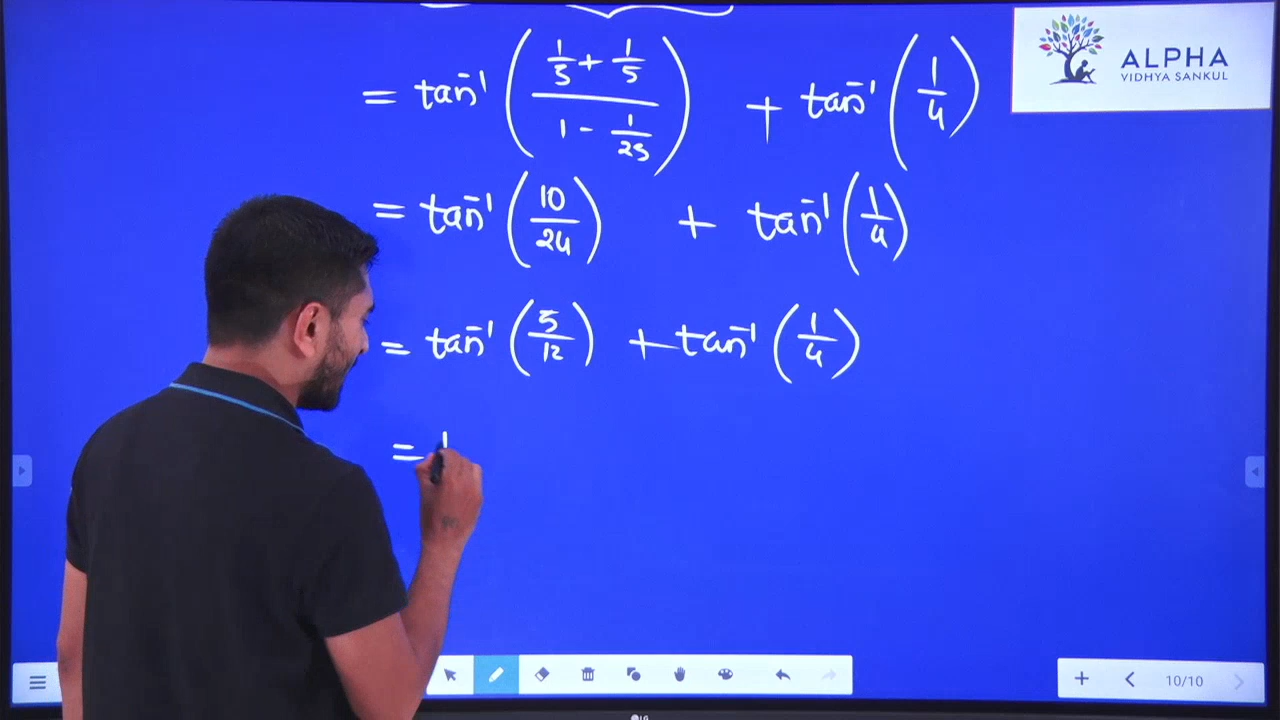 ALPHA
VIDHYA SANKUL
= tan⁻¹ ( (1/5 + 1/5) / (1 - 1/25) ) + tan⁻¹ (1/4)
= tan⁻¹ (10/24) + tan⁻¹ (1/4)
= tan⁻¹ (5/12) + tan⁻¹ (1/4)
=
10/10
LG